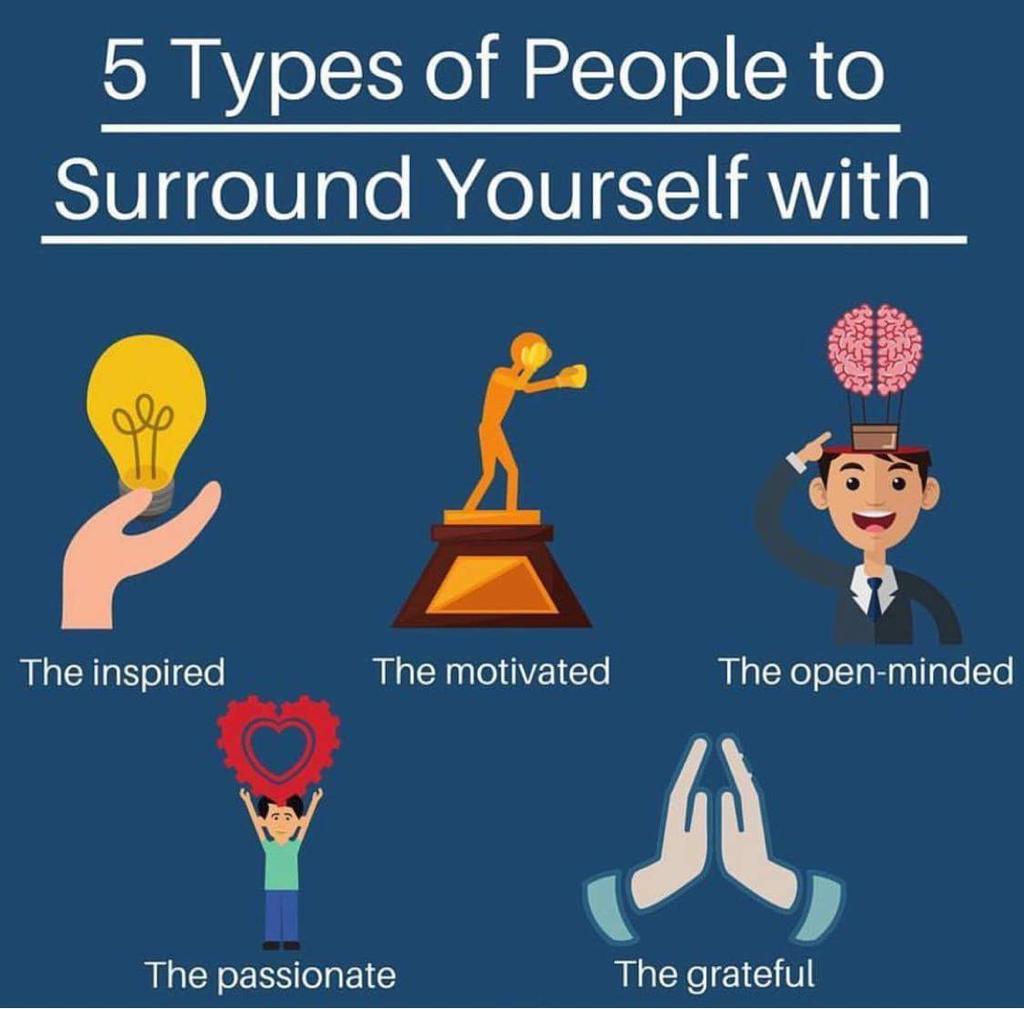 5 Types of People to
Surround Yourself with
The inspired
The motivated
The open-minded
The passionate
The grateful